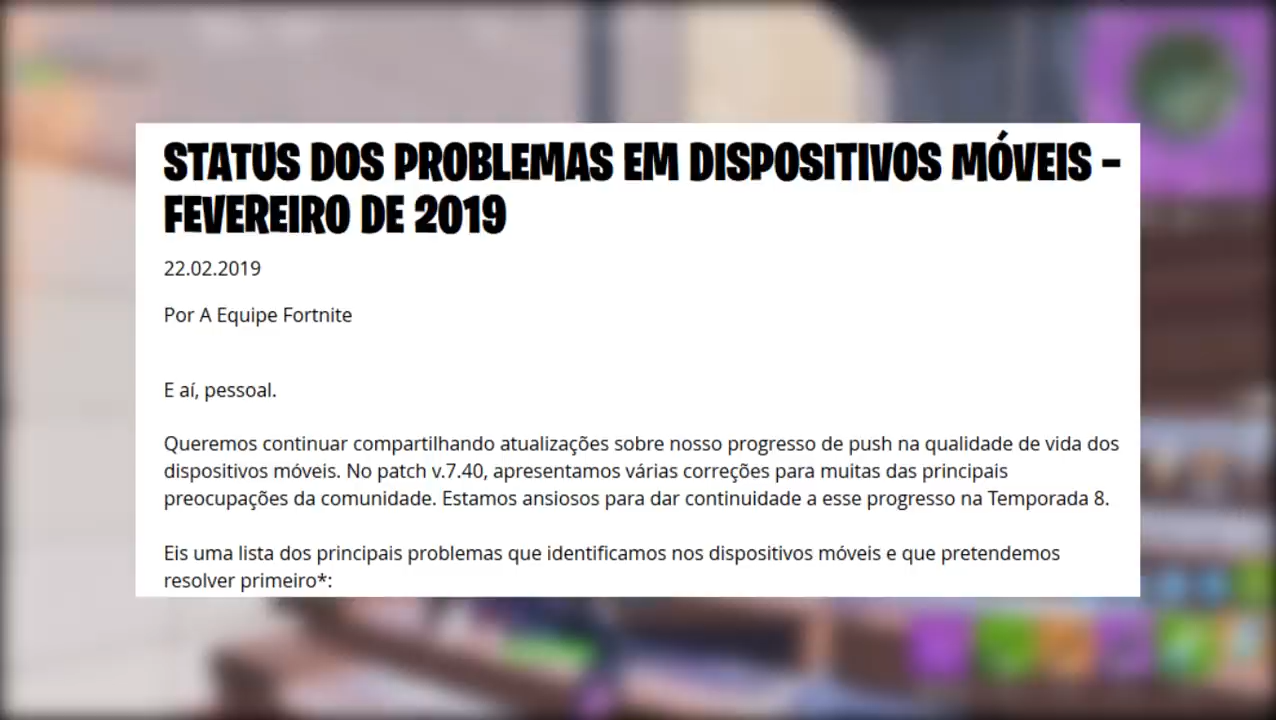 STATUS DOS PROBLEMAS EM DISPOSITIVOS MÓVEIS –
FEVEREIRO DE 2019
22.02.2019
Por A Equipe Fortnite
E aí, pessoal.
Queremos continuar compartilhando atualizações sobre nosso progresso de push na qualidade de vida dos
dispositivos móveis. No patch v.7.40, apresentamos várias correções para muitas das principais
preocupações da comunidade. Estamos ansiosos para dar continuidade a esse progresso na Temporada 8.
Eis uma lista dos principais problemas que identificamos nos dispositivos móveis e que pretendemos
resolver primeiro*: